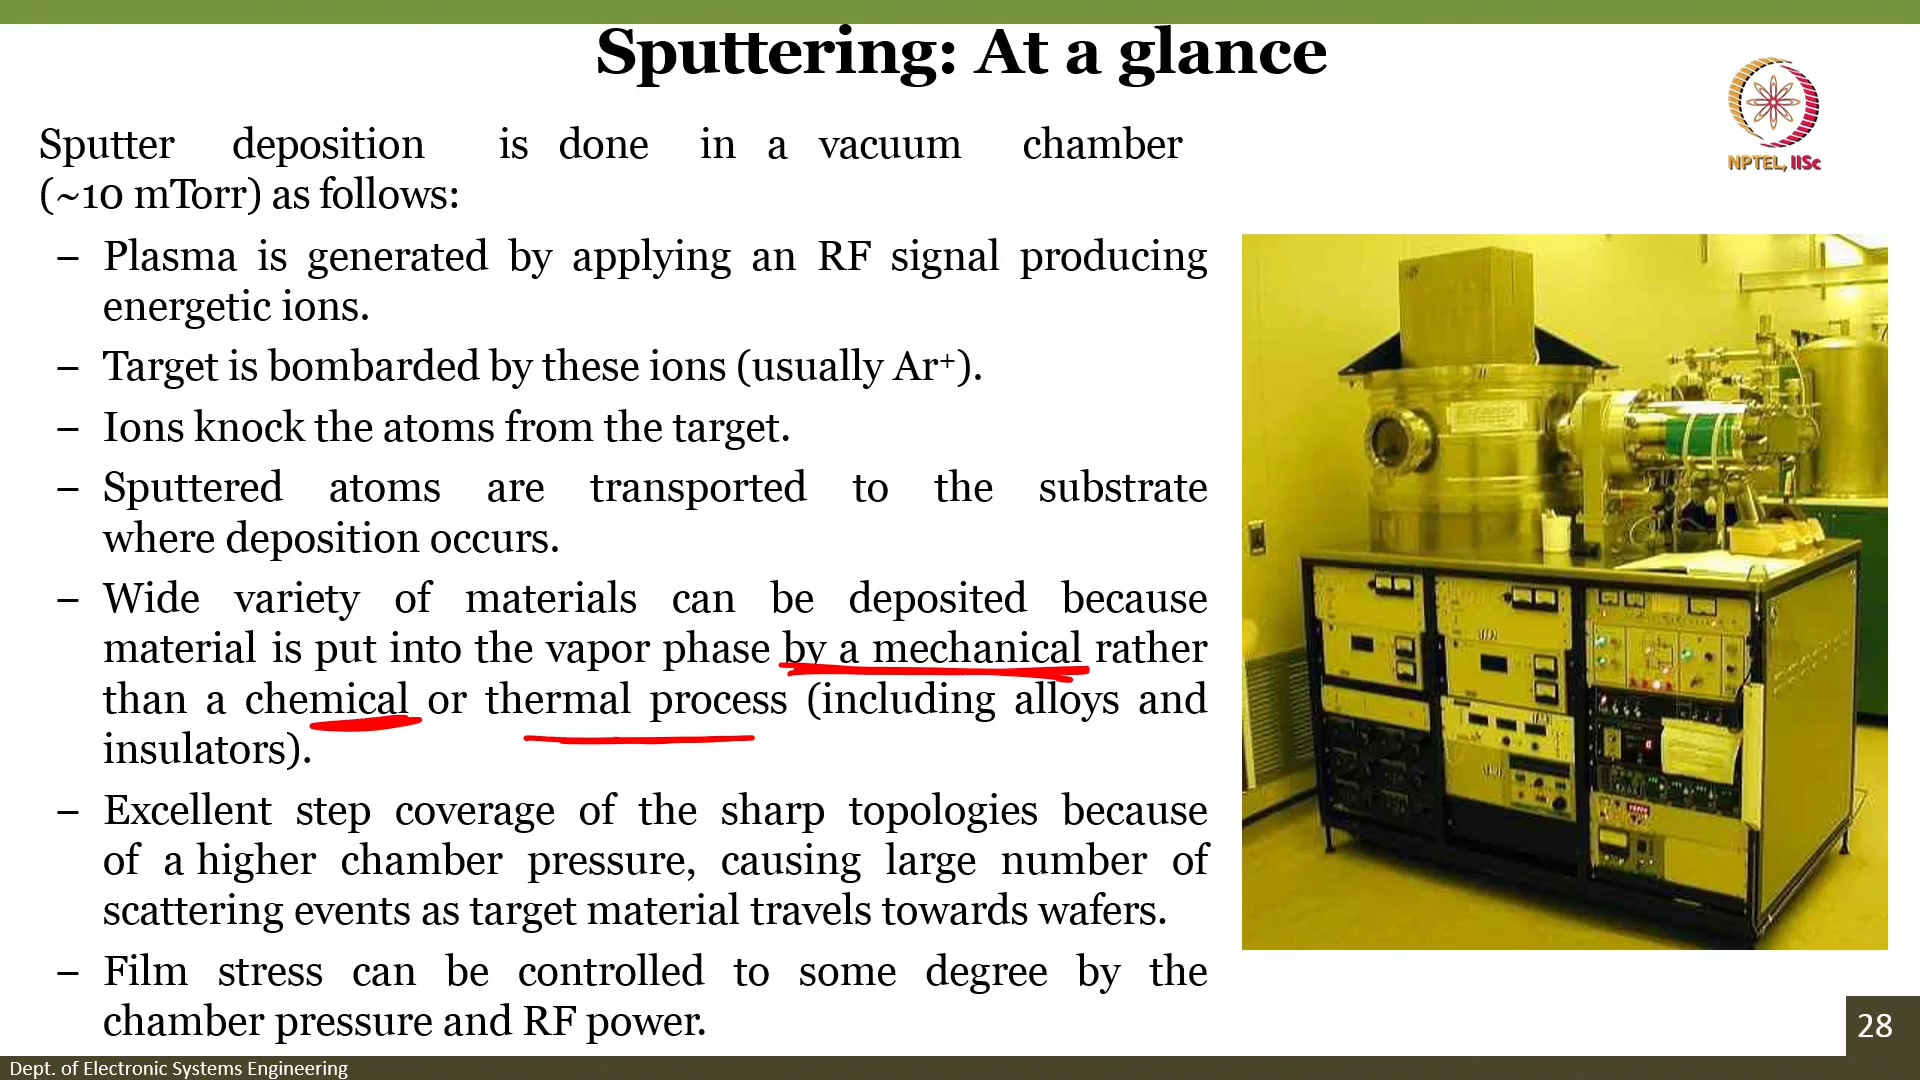 Sputtering: At a glance
NPTEL, IISc
Sputter deposition is done in a vacuum chamber
(~10 mTorr) as follows:
– Plasma is generated by applying an RF signal producing
energetic ions.
– Target is bombarded by these ions (usually Ar⁺).
– Ions knock the atoms from the target.
– Sputtered atoms are transported to the substrate
where deposition occurs.
– Wide variety of materials can be deposited because
material is put into the vapor phase by a mechanical rather
than a chemical or thermal process (including alloys and
insulators).
– Excellent step coverage of the sharp topologies because
of a higher chamber pressure, causing large number of
scattering events as target material travels towards wafers.
– Film stress can be controlled to some degree by the
chamber pressure and RF power.
28
Dept. of Electronic Systems Engineering